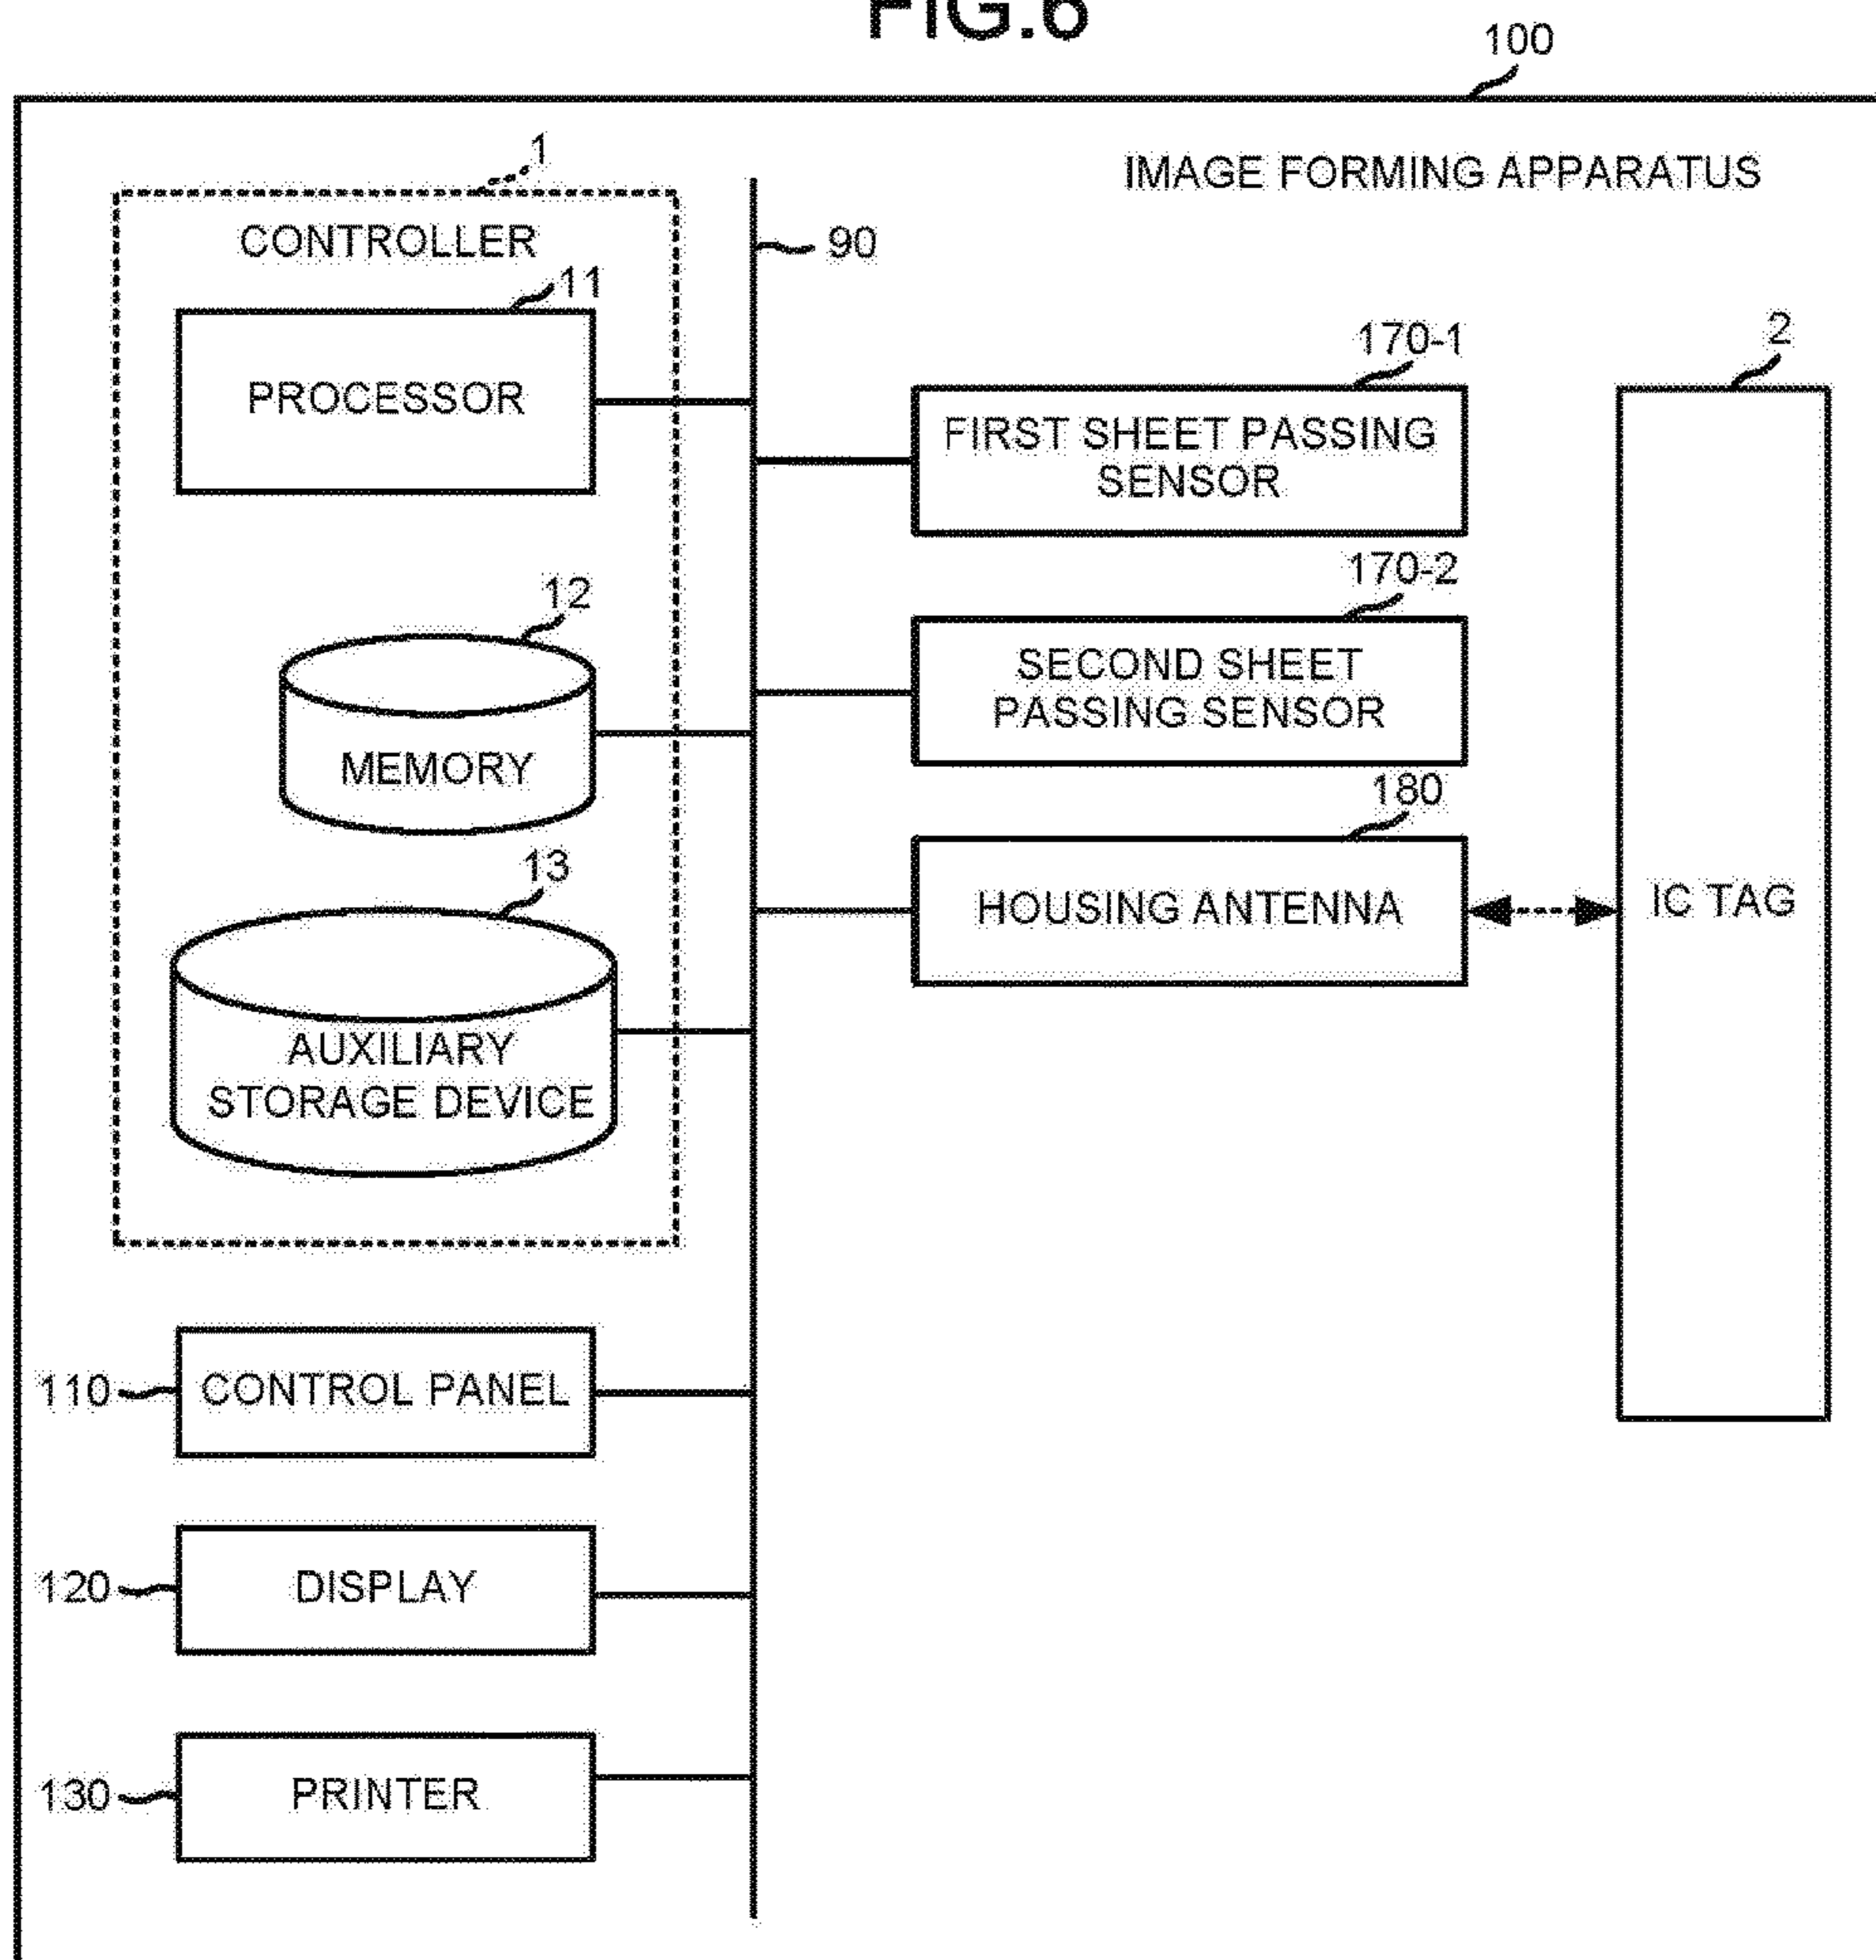 FIG.6
100
IMAGE FORMING APPARATUS
1
CONTROLLER
90
11
PROCESSOR
170-1
FIRST SHEET PASSING
SENSOR
2
IC TAG
12
MEMORY
170-2
SECOND SHEET
PASSING SENSOR
180
HOUSING ANTENNA
13
AUXILIARY
STORAGE DEVICE
110
CONTROL PANEL
120
DISPLAY
130
PRINTER